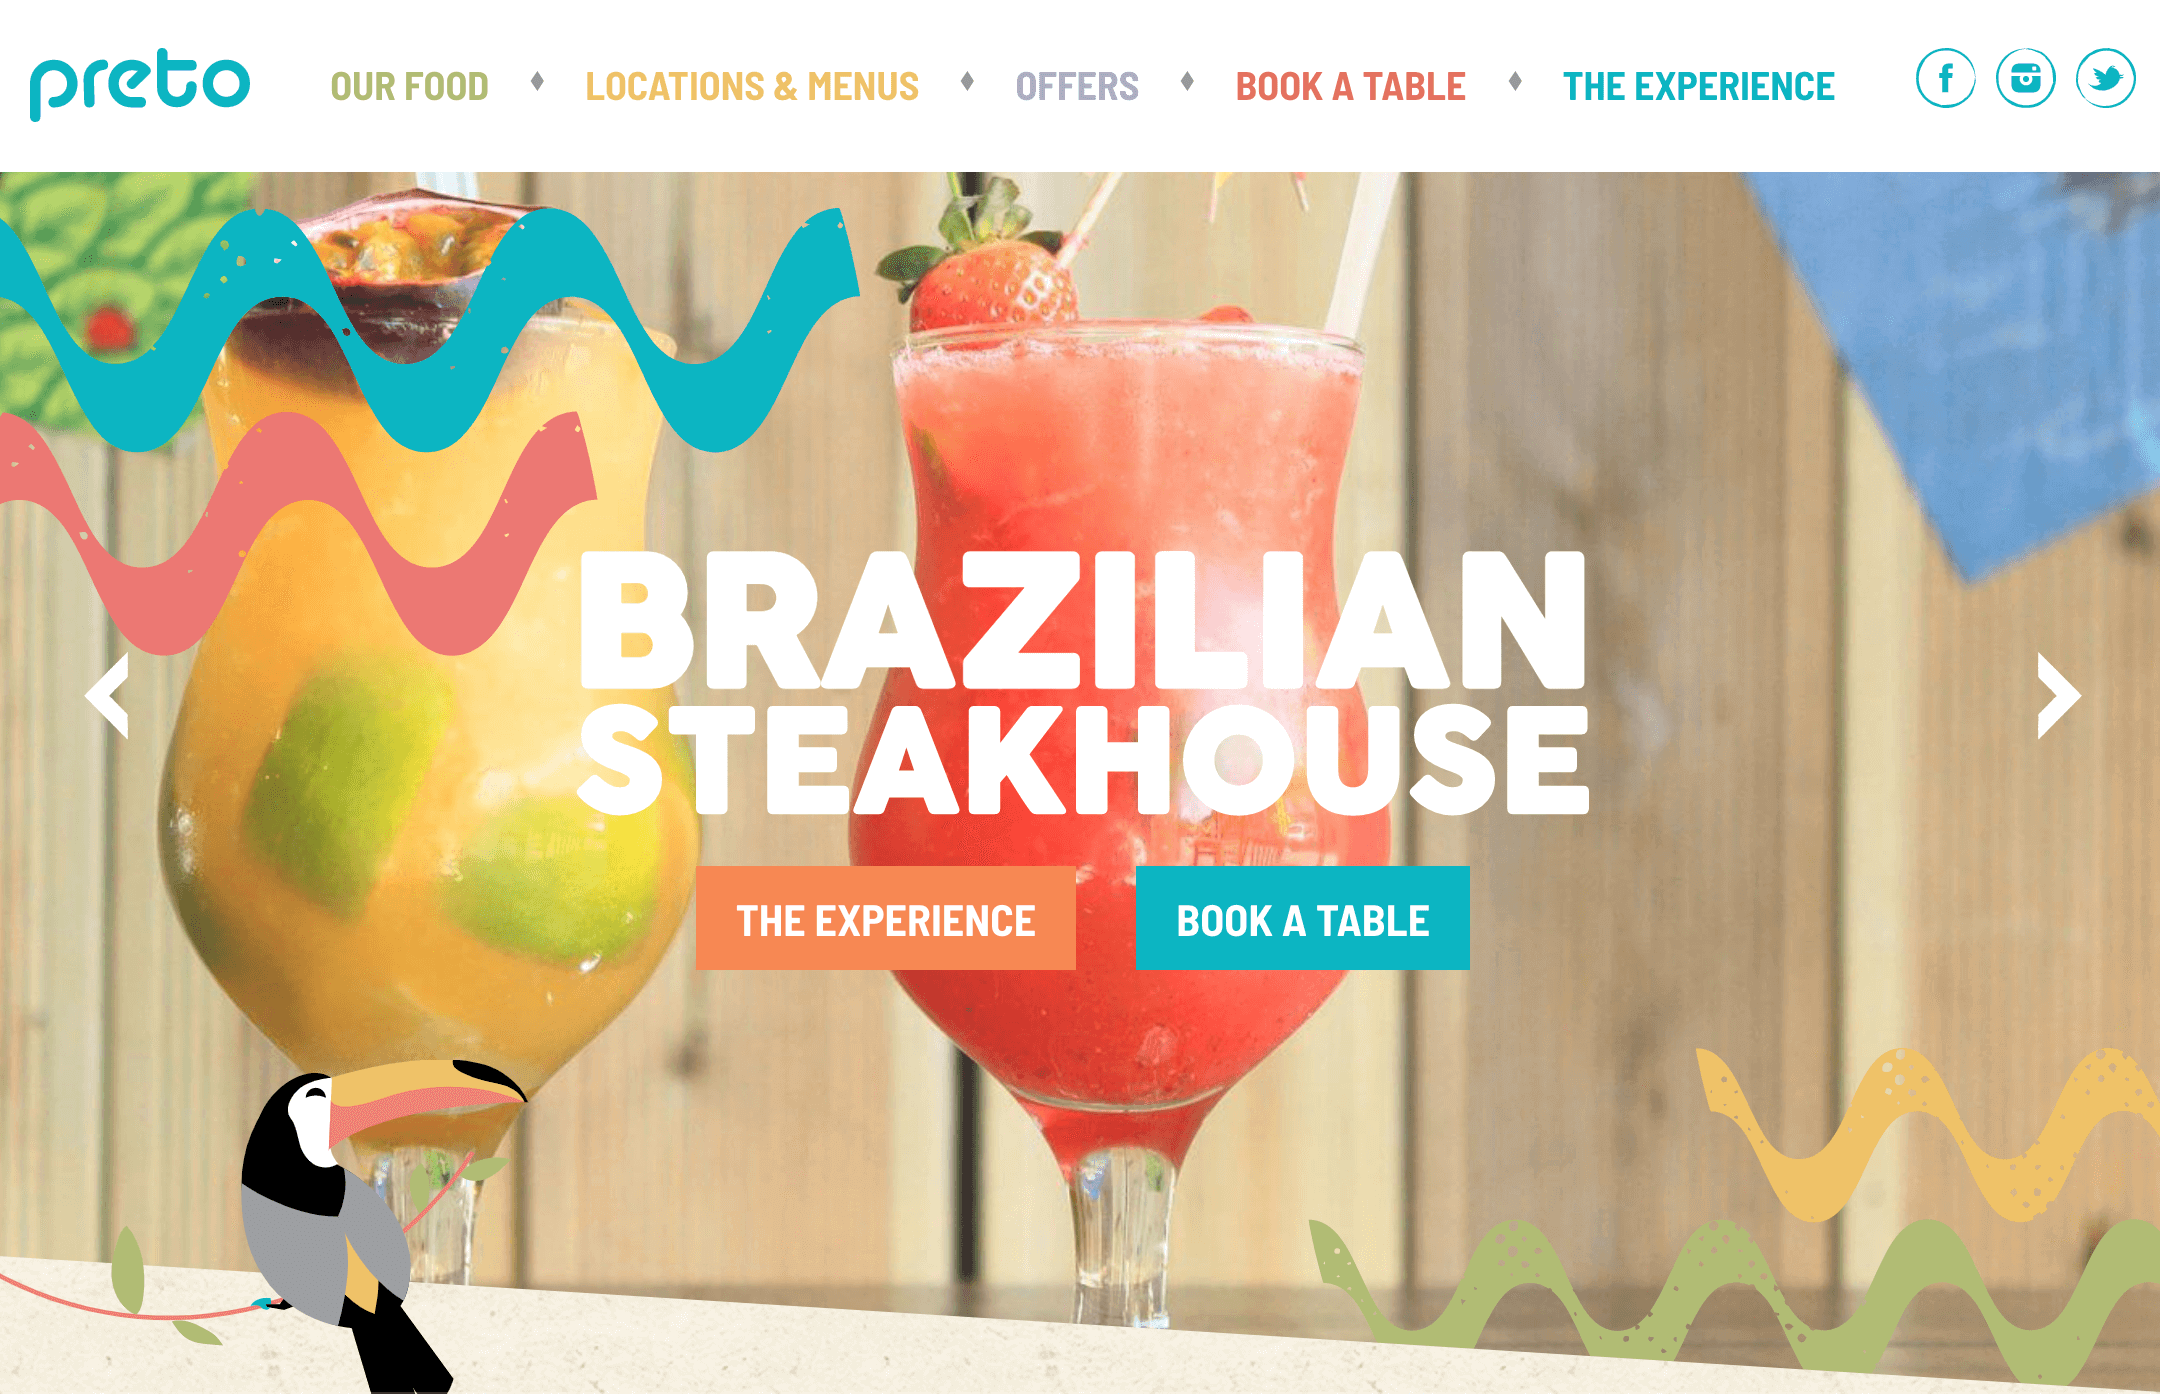 preto
OUR FOOD ♦ LOCATIONS & MENUS ♦ OFFERS ♦ BOOK A TABLE ♦ THE EXPERIENCE
BRAZILIAN
STEAKHOUSE
THE EXPERIENCE
BOOK A TABLE